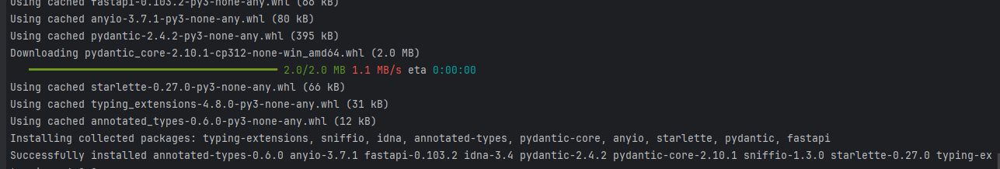 Using cached fastapi-0.103.2-py3-none-any.whl (66 kB)
Using cached anyio-3.7.1-py3-none-any.whl (80 kB)
Using cached pydantic-2.4.2-py3-none-any.whl (395 kB)
Downloading pydantic_core-2.10.1-cp312-none-win_amd64.whl (2.0 MB)
2.0/2.0 MB 1.1 MB/s eta 0:00:00
Using cached starlette-0.27.0-py3-none-any.whl (66 kB)
Using cached typing_extensions-4.8.0-py3-none-any.whl (31 kB)
Using cached annotated_types-0.6.0-py3-none-any.whl (12 kB)
Installing collected packages: typing-extensions, sniffio, idna, annotated-types, pydantic-core, anyio, starlette, pydantic, fastapi
Successfully installed annotated-types-0.6.0 anyio-3.7.1 fastapi-0.103.2 idna-3.4 pydantic-2.4.2 pydantic-core-2.10.1 sniffio-1.3.0 starlette-0.27.0 typing-ex